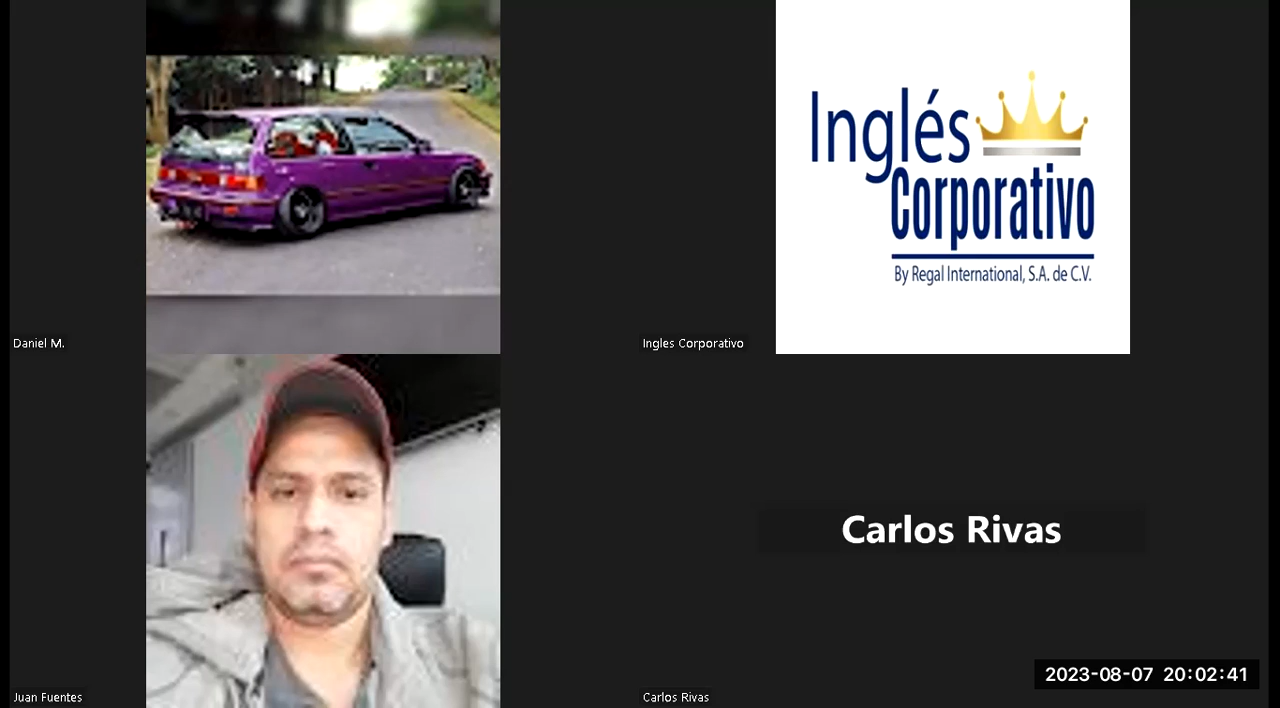 Inglés
Corporativo
By Regal International, S.A. de C.V.
Daniel M.
Ingles Corporativo
Carlos Rivas
2023-08-07 20:02:41
Juan Fuentes
Carlos Rivas